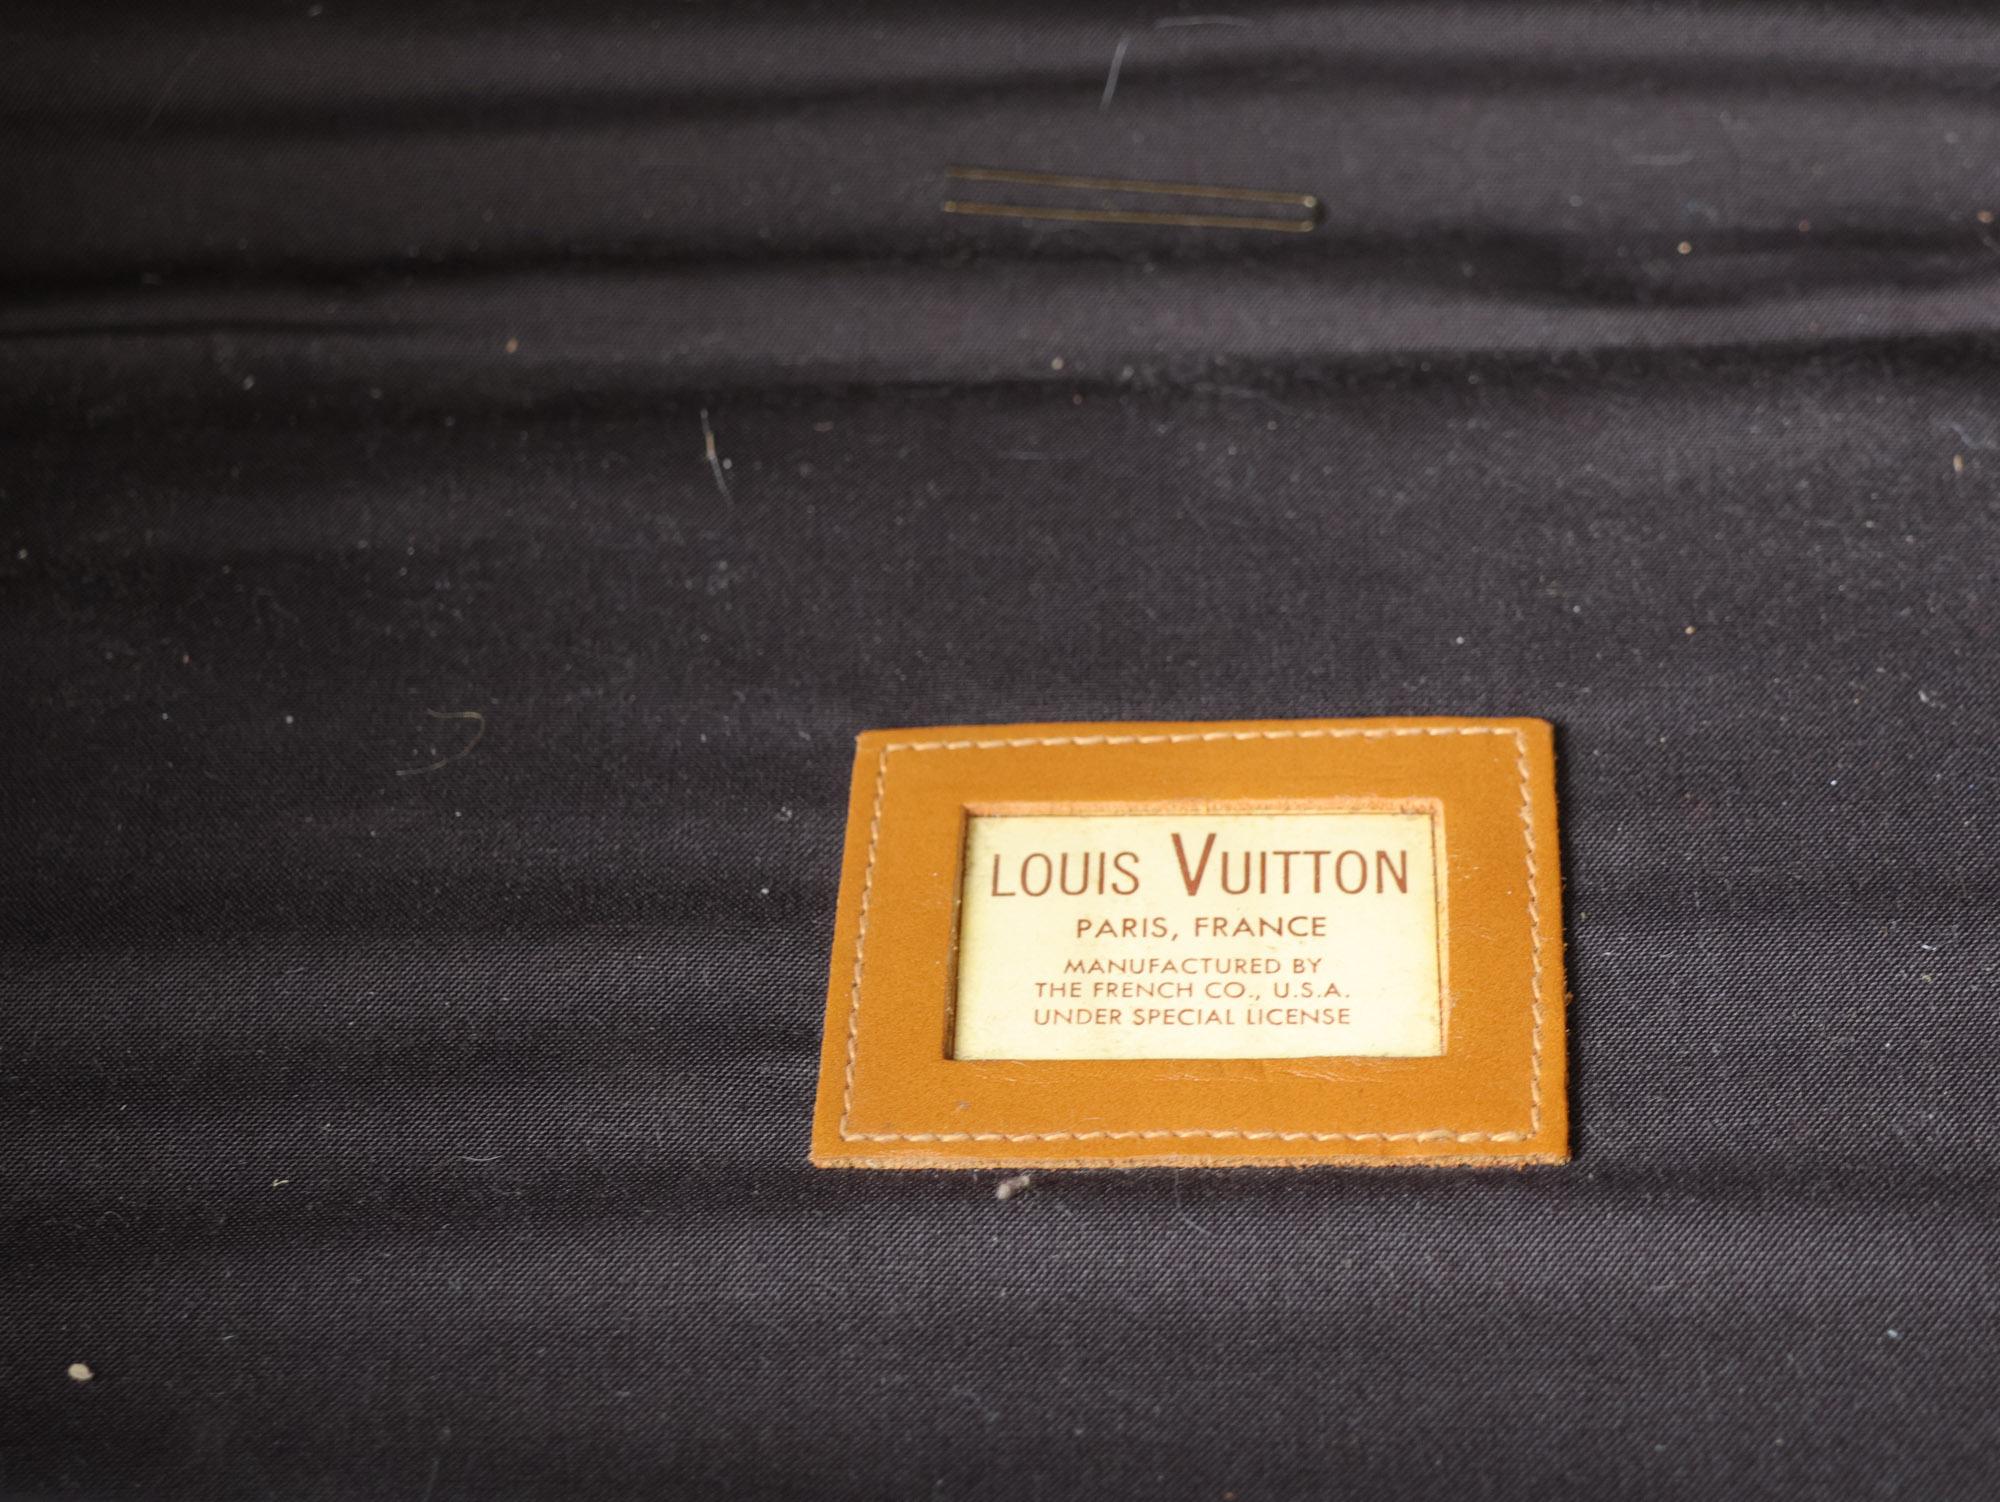 LOUIS VUITTON
PARIS, FRANCE
MANUFACTURED BY
THE FRENCH CO., U.S.A.
UNDER SPECIAL LICENSE